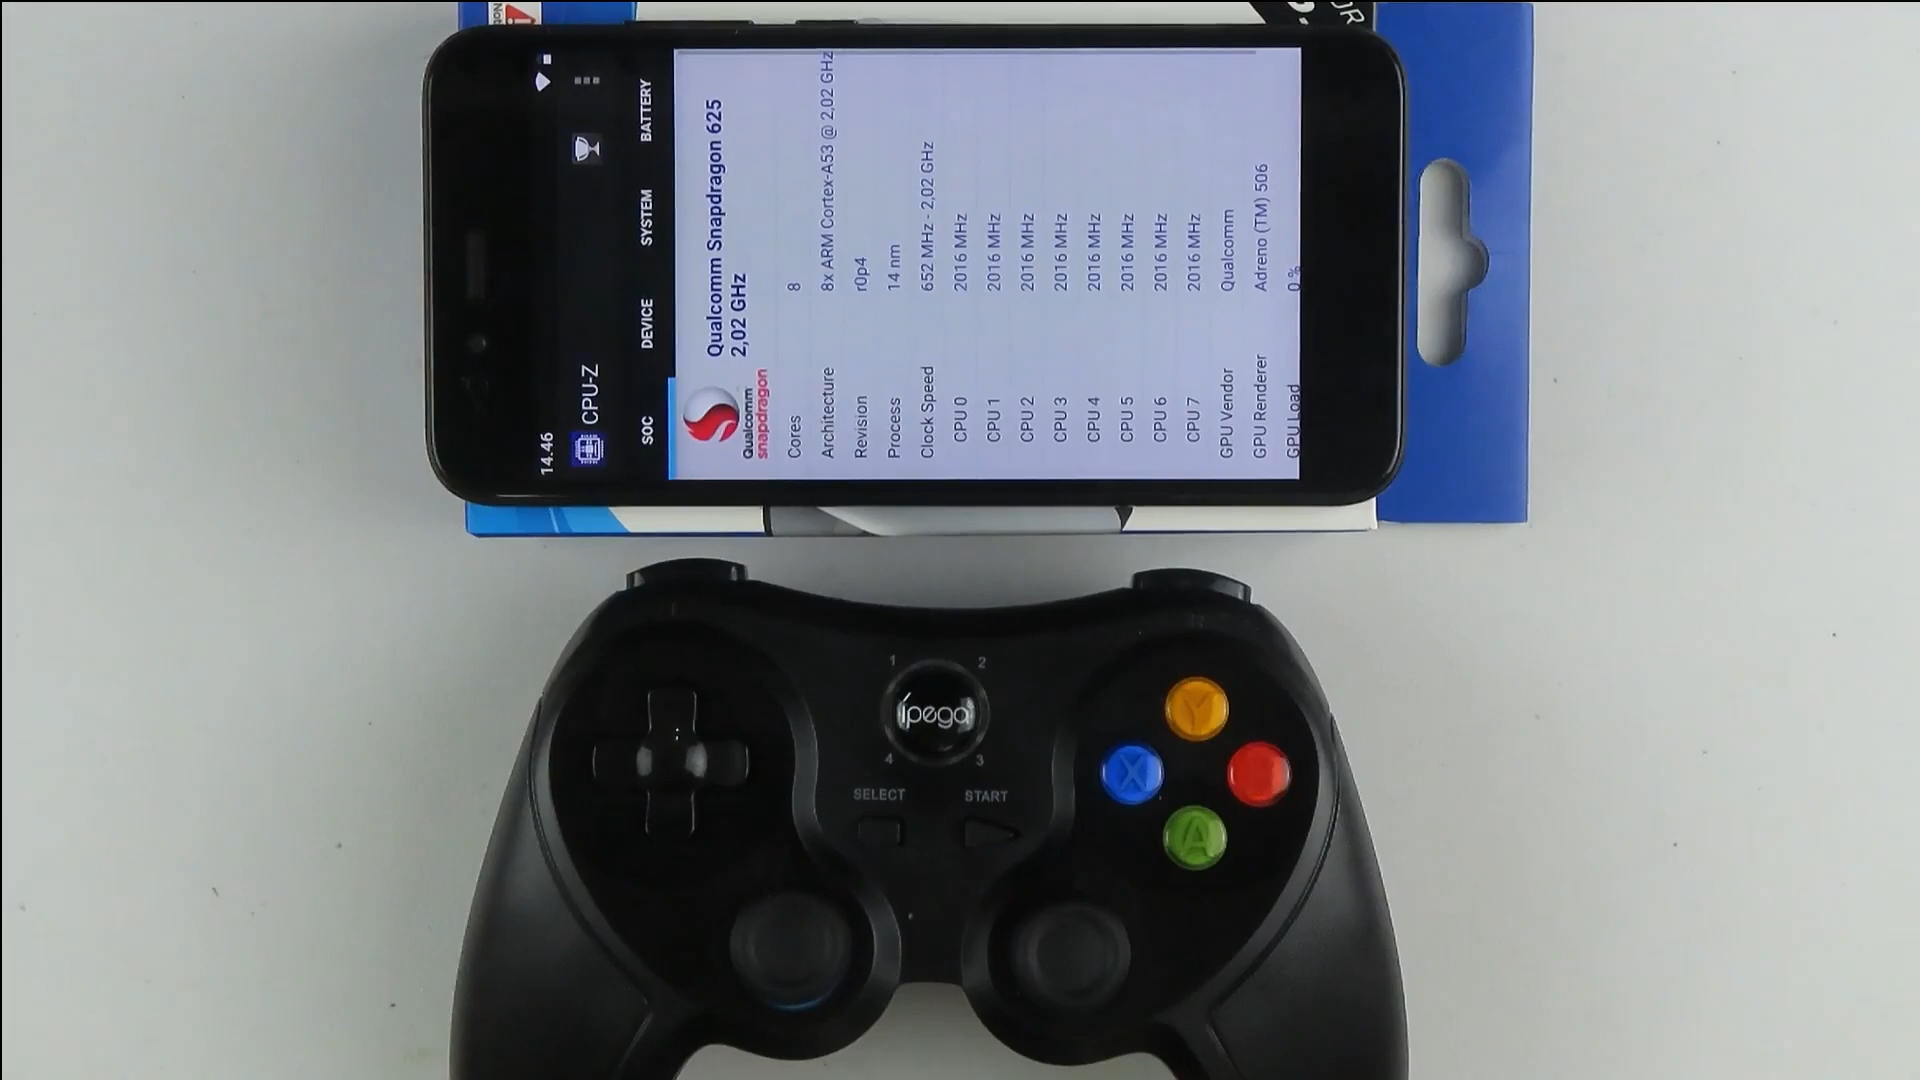 14.46
CPU-Z
SOC DEVICE SYSTEM BATTERY
Qualcomm
snapdragon
Qualcomm Snapdragon 625
2,02 GHz
Cores 8
Architecture 8x ARM Cortex-A53 @ 2,02 GHz
Revision r0p4
Process 14 nm
Clock Speed 652 MHz - 2,02 GHz
CPU 0 2016 MHz
CPU 1 2016 MHz
CPU 2 2016 MHz
CPU 3 2016 MHz
CPU 4 2016 MHz
CPU 5 2016 MHz
CPU 6 2016 MHz
CPU 7 2016 MHz
GPU Vendor Qualcomm
GPU Renderer Adreno (TM) 506
GPU Load 0 %
1 2
ípega
4 3
SELECT START
Y
X
A